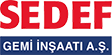 SEDEF
GEMİ İNŞAATI A.Ş.